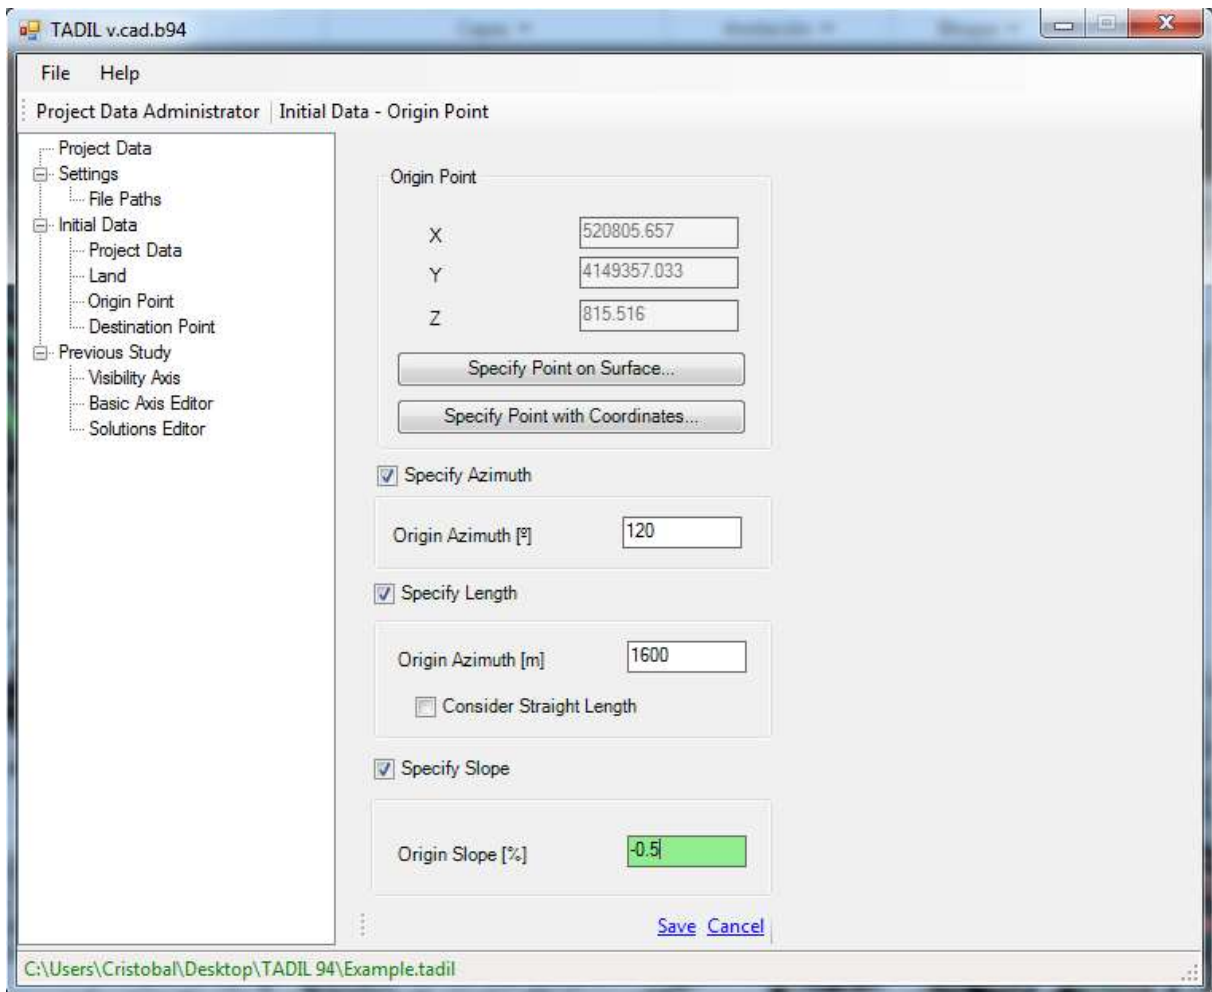 TADIL v.cad.b94
File Help
Project Data Administrator Initial Data - Origin Point
Project Data
Settings
File Paths
Initial Data
Project Data
Land
Origin Point
Destination Point
Previous Study
Visibility Axis
Basic Axis Editor
Solutions Editor
Origin Point
X 520805.657
Y 4149357.033
Z 815.516
Specify Point on Surface...
Specify Point with Coordinates...
Specify Azimuth
Origin Azimuth [º] 120
Specify Length
Origin Azimuth [m] 1600
Consider Straight Length
Specify Slope
Origin Slope [%] -0.5
Save Cancel
C:\Users\Cristobal\Desktop\TADIL 94\Example.tadil